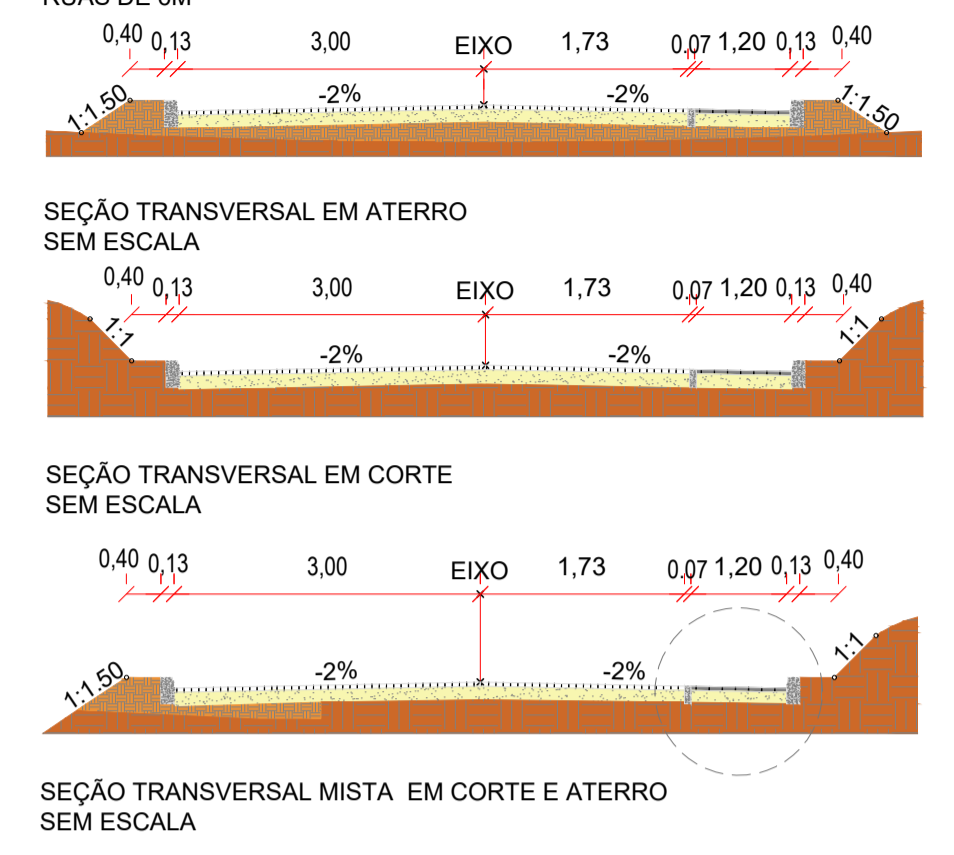 RUAS DE 6M
0,40 0,13 3,00 EIXO 1,73 0.07 1,20 0,13 0,40
1:1.50 -2% -2% 1:1.50
SEÇÃO TRANSVERSAL EM ATERRO
SEM ESCALA
0,40 0,13 3,00 EIXO 1,73 0.07 1,20 0,13 0,40
1:1 -2% -2% 1:1
SEÇÃO TRANSVERSAL EM CORTE
SEM ESCALA
0,40 0,13 3,00 EIXO 1,73 0.07 1,20 0,13 0,40
1:1.50 -2% -2% 1:1
SEÇÃO TRANSVERSAL MISTA EM CORTE E ATERRO
SEM ESCALA